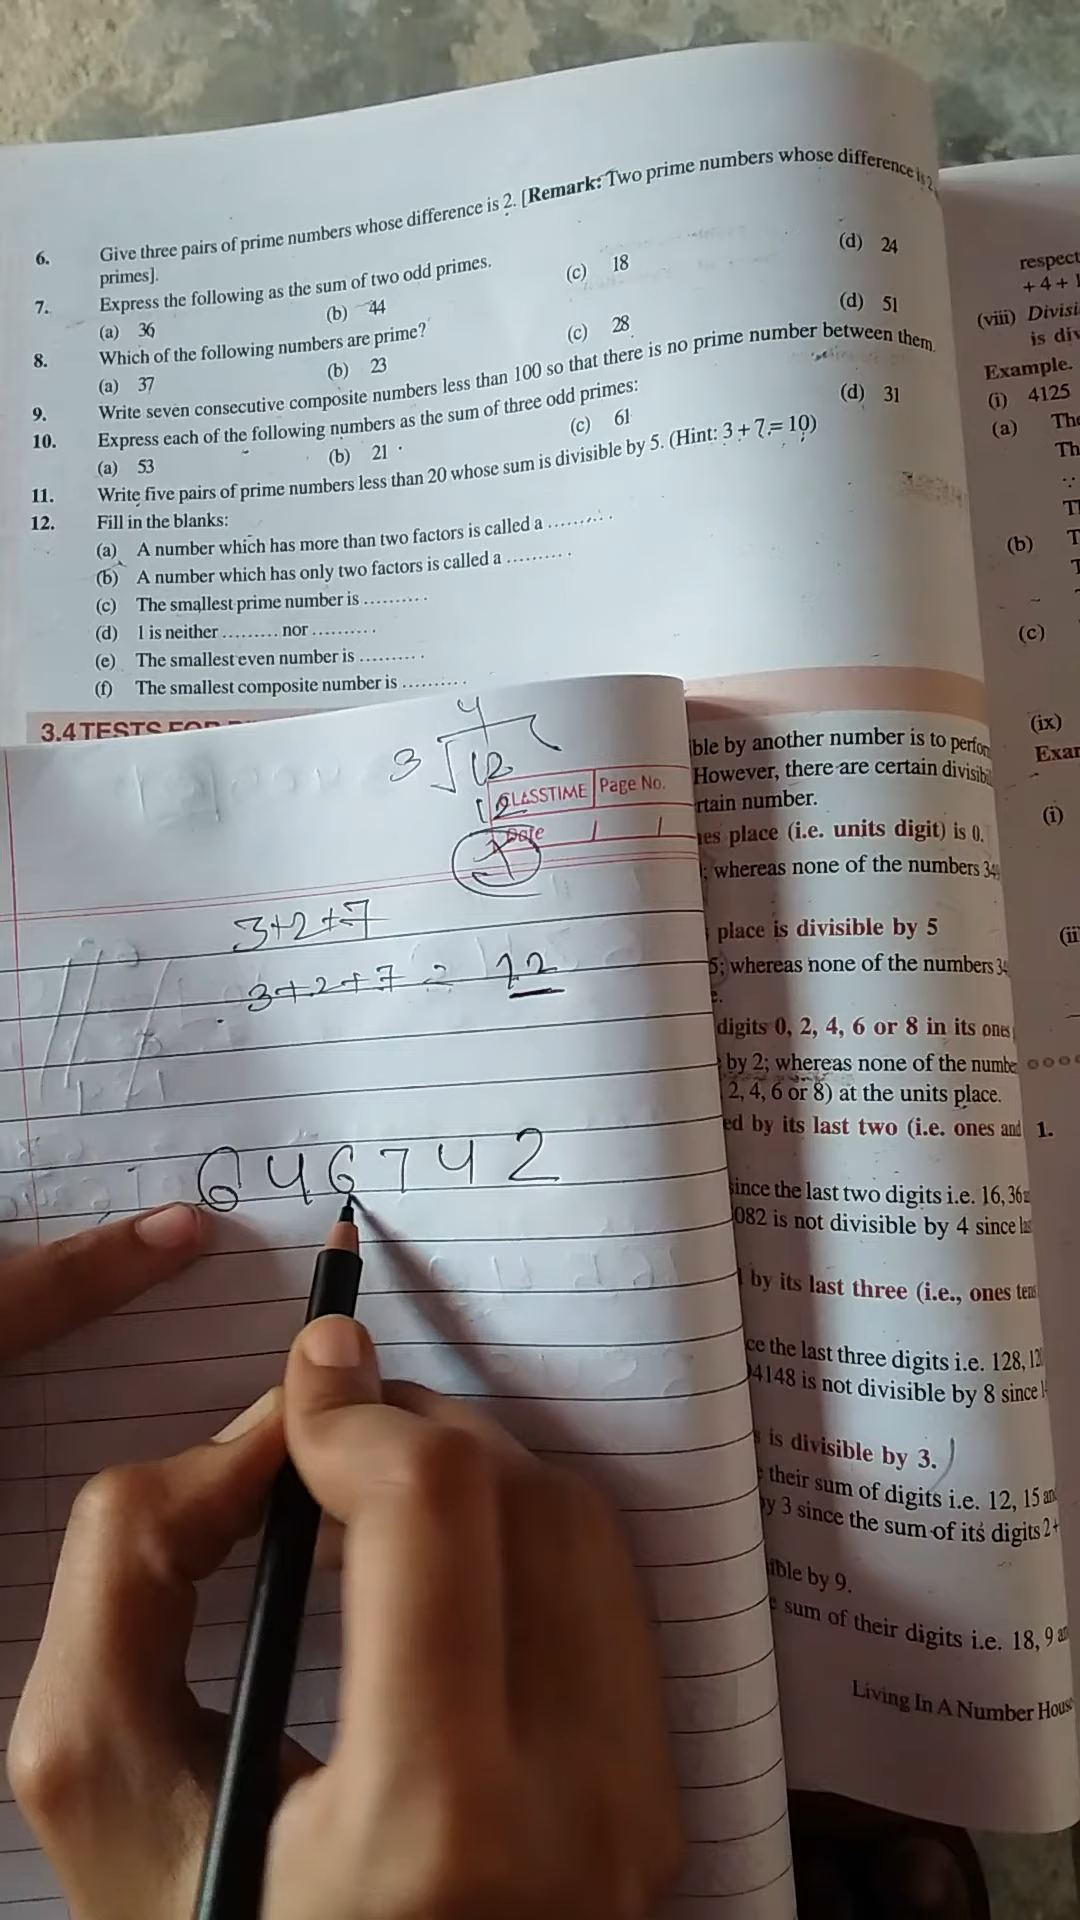 6. Give three pairs of prime numbers whose difference is 2. [Remark: Two prime numbers whose difference is 2,
primes].
7. Express the following as the sum of two odd primes.
(a) 36 (b) 44 (c) 18 (d) 24
8. Which of the following numbers are prime?
(a) 37 (b) 23 (c) 28 (d) 51
9. Write seven consecutive composite numbers less than 100 so that there is no prime number between them.
10. Express each of the following numbers as the sum of three odd primes:
(a) 53 (b) 21 (c) 61 (d) 31
11. Write five pairs of prime numbers less than 20 whose sum is divisible by 5. (Hint: 3 + 7 = 10)
12. Fill in the blanks:
(a) A number which has more than two factors is called a ..........
(b) A number which has only two factors is called a ..........
(c) The smallest prime number is ..........
(d) 1 is neither ......... nor ..........
(e) The smallest even number is ..........
(f) The smallest composite number is ..........
3.4 TESTS FOR
4
3 √12
12
CLASSTIME Page No.
Date / /
3+2+7
3+2+7 = 12
6 4 6 7 4 2
ble by another number is to
However, there are certain
rtain number.
es place (i.e. units digit) is 0.
; whereas none of the numbers
place is divisible by 5
5; whereas none of the numbers
digits 0, 2, 4, 6 or 8 in its ones
by 2; whereas none of the
2, 4, 6 or 8) at the units place.
ed by its last two (i.e. ones and
since the last two digits i.e. 16, 36
082 is not divisible by 4 since
by its last three (i.e., ones tens
ce the last three digits i.e. 128,
4148 is not divisible by 8 since
is divisible by 3.
their sum of digits i.e. 12, 15
by 3 since the sum of its digits 2+
ible by 9.
sum of their digits i.e. 18, 9
Living In A Number House
respect
+ 4 + 1
(viii) Divisi
is div
Example.
(i) 4125
(a) The
Th
∵
T
(b) T
(c)
(ix)
Exar
(i)
(ii
1.